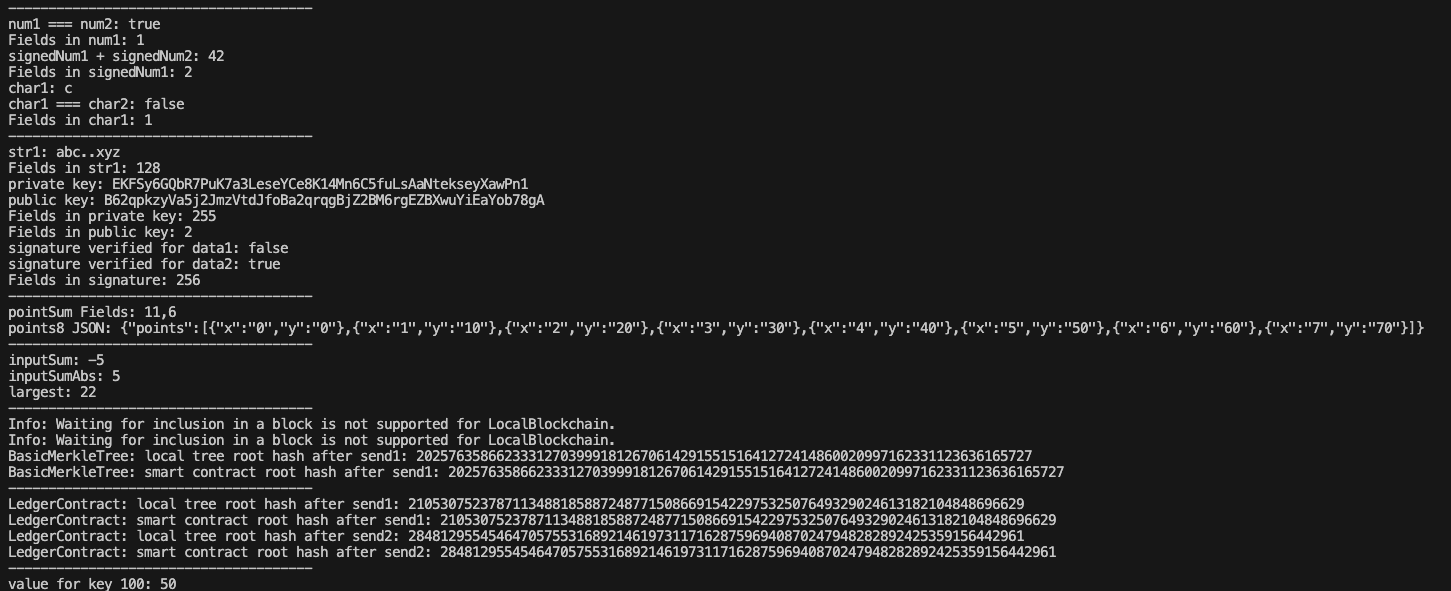 --------------------------------------
num1 === num2: true
Fields in num1: 1
signedNum1 + signedNum2: 42
Fields in signedNum1: 2
char1: c
char1 === char2: false
Fields in char1: 1
--------------------------------------
str1: abc..xyz
Fields in str1: 128
private key: EKFSy6GQbR7PuK7a3LeseYCe8K14Mn6C5fuLsAaNtekseyXawPn1
public key: B62qpkzyVa5j2JmzVtdJfoBa2qrqgBjZ2BM6rgEZBXwuYiEaYob78gA
Fields in private key: 255
Fields in public key: 2
signature verified for data1: false
signature verified for data2: true
Fields in signature: 256
--------------------------------------
pointSum Fields: 11,6
points8 JSON: {"points":[{"x":"0","y":"0"},{"x":"1","y":"10"},{"x":"2","y":"20"},{"x":"3","y":"30"},{"x":"4","y":"40"},{"x":"5","y":"50"},{"x":"6","y":"60"},{"x":"7","y":"70"}]}
--------------------------------------
inputSum: -5
inputSumAbs: 5
largest: 22
--------------------------------------
Info: Waiting for inclusion in a block is not supported for LocalBlockchain.
Info: Waiting for inclusion in a block is not supported for LocalBlockchain.
BasicMerkleTree: local tree root hash after send1: 20257635866233312703999181267061429155151641272414860020997162331123636165727
BasicMerkleTree: smart contract root hash after send1: 20257635866233312703999181267061429155151641272414860020997162331123636165727
--------------------------------------
LedgerContract: local tree root hash after send1: 21053075237871134881858872487715086691542297532507649329024613182104848696629
LedgerContract: smart contract root hash after send1: 21053075237871134881858872487715086691542297532507649329024613182104848696629
LedgerContract: local tree root hash after send2: 28481295545464705755316892146197311716287596940870247948282892425359156442961
LedgerContract: smart contract root hash after send2: 28481295545464705755316892146197311716287596940870247948282892425359156442961
--------------------------------------
value for key 100: 50